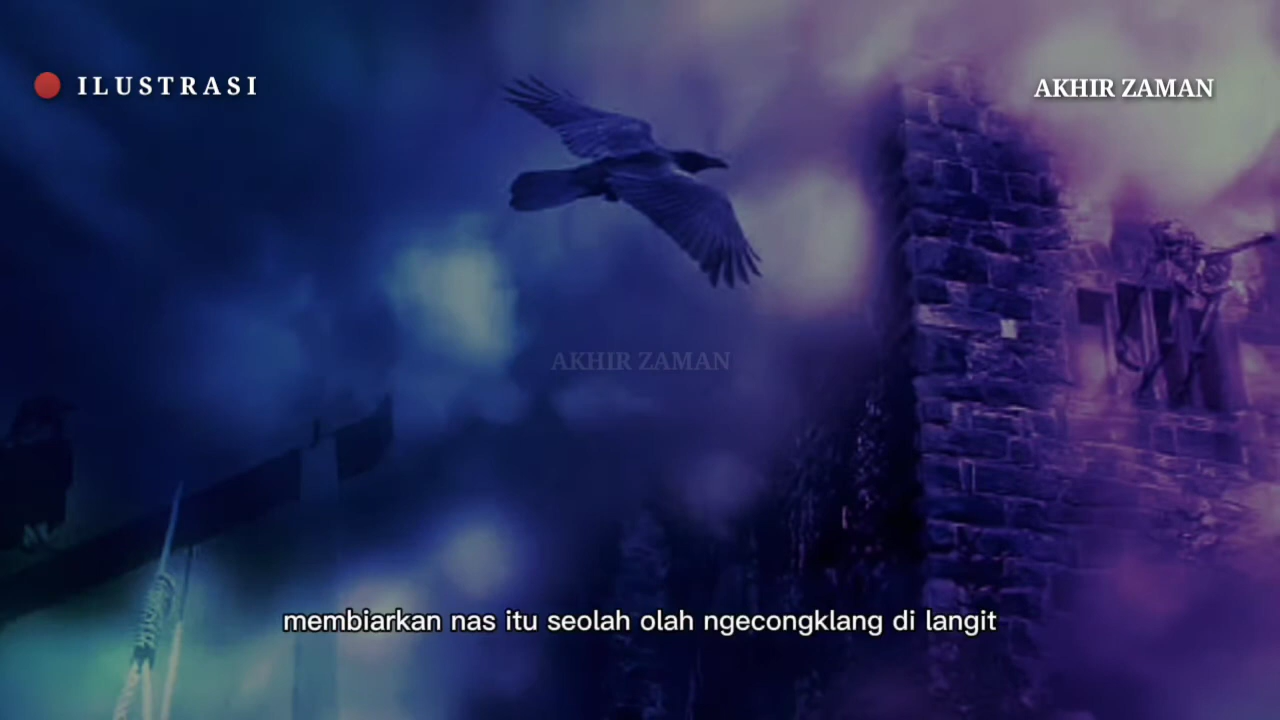 ILUSTRASI
AKHIR ZAMAN
AKHIR ZAMAN
membiarkan nas itu seolah olah ngecongklang di langit